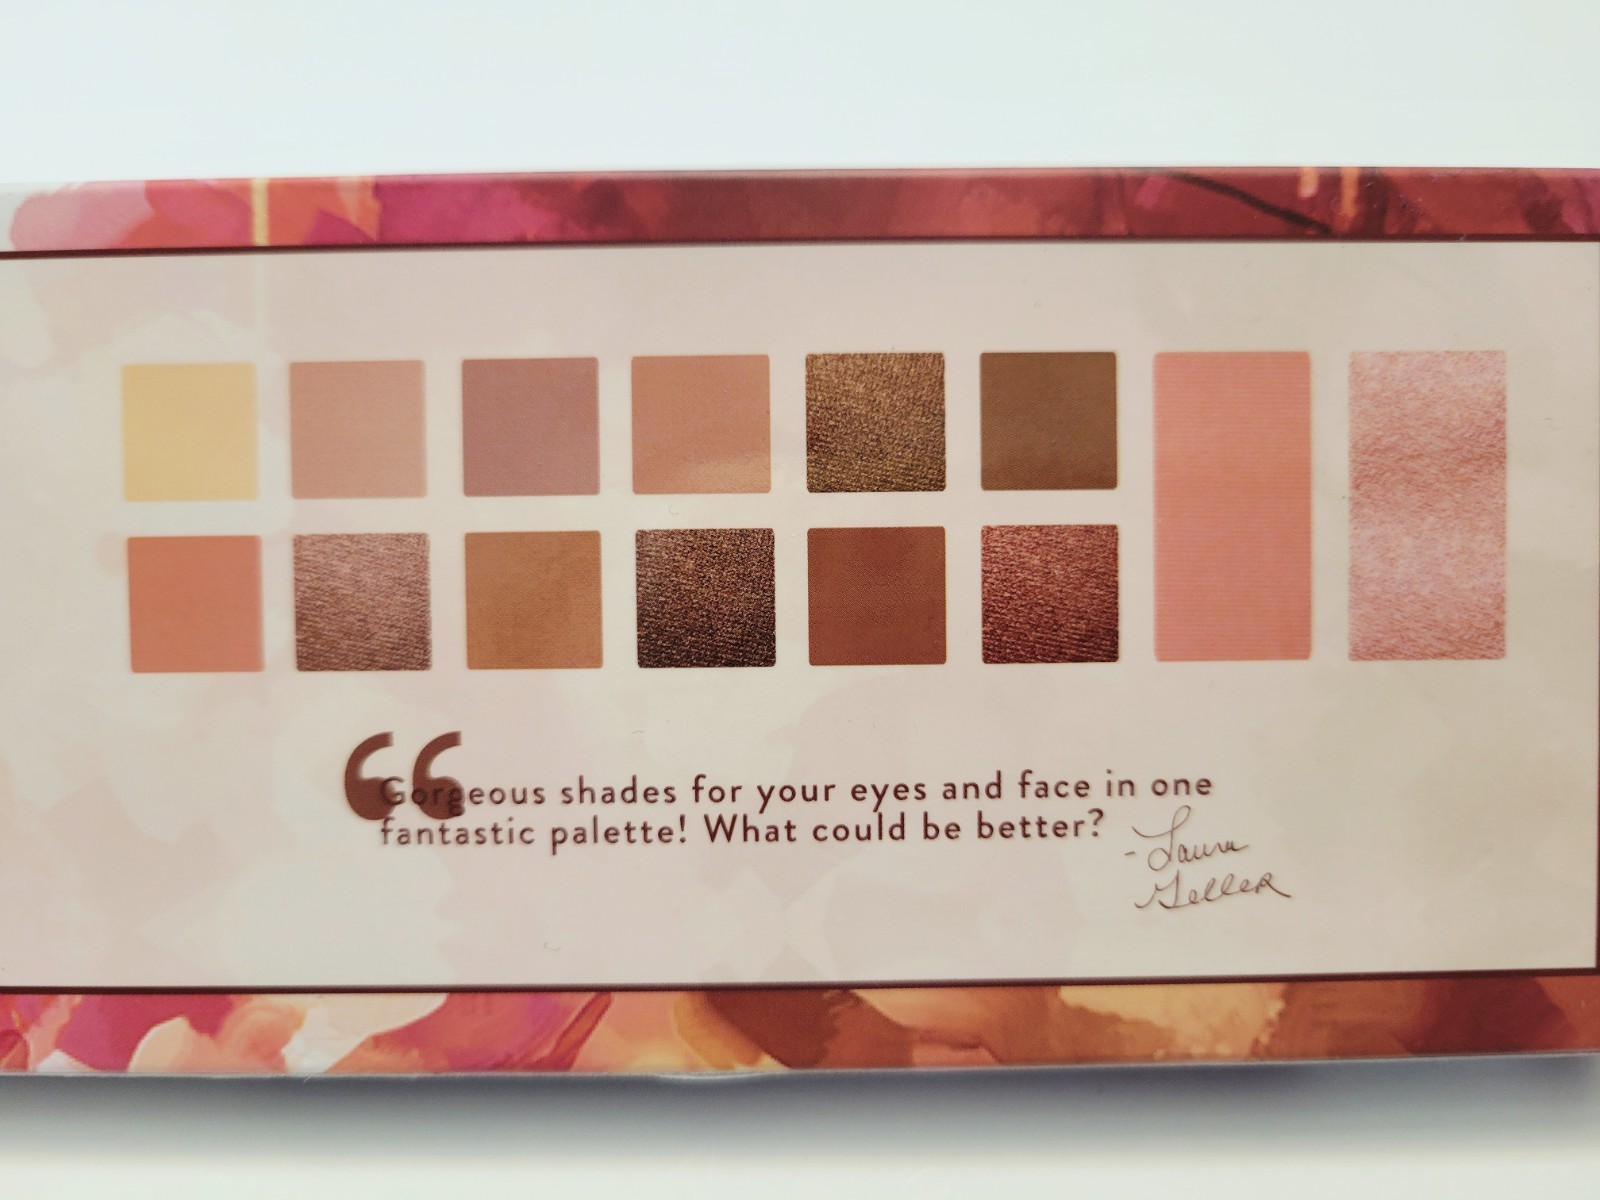 “Gorgeous shades for your eyes and face in one
fantastic palette! What could be better?
- Laura
Geller